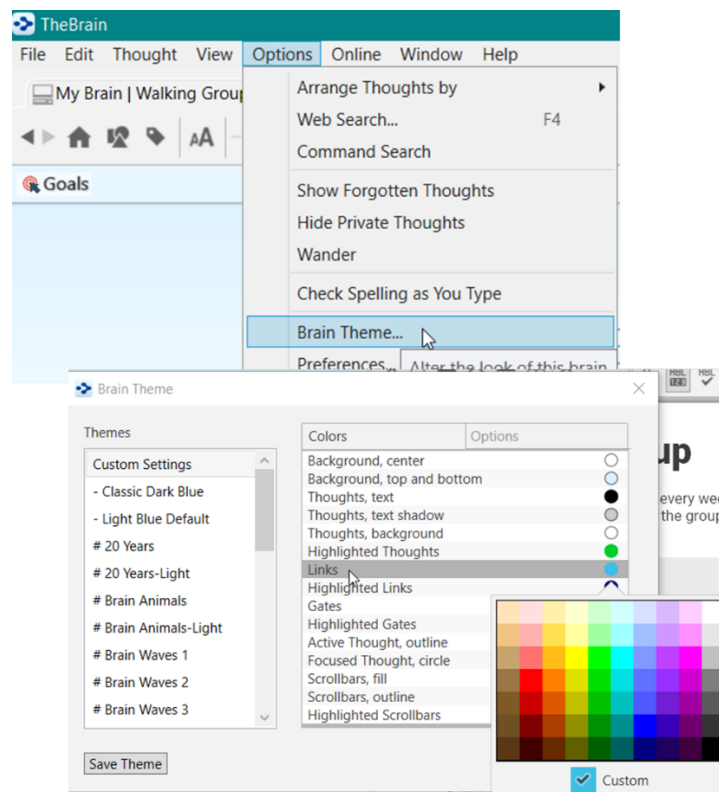 TheBrain
File Edit Thought View Options Online Window Help
My Brain | Walking Group
AA
Goals
Arrange Thoughts by
Web Search... F4
Command Search
Show Forgotten Thoughts
Hide Private Thoughts
Wander
Check Spelling as You Type
Brain Theme...
Preferences...
Alter the look of this brain
Brain Theme
Themes
Custom Settings
- Classic Dark Blue
- Light Blue Default
# 20 Years
# 20 Years-Light
# Brain Animals
# Brain Animals-Light
# Brain Waves 1
# Brain Waves 2
# Brain Waves 3
Save Theme
Colors Options
Background, center
Background, top and bottom
Thoughts, text
Thoughts, text shadow
Thoughts, background
Highlighted Thoughts
Links
Highlighted Links
Gates
Highlighted Gates
Active Thought, outline
Focused Thought, circle
Scrollbars, fill
Scrollbars, outline
Highlighted Scrollbars
Custom
up
every wee
the group